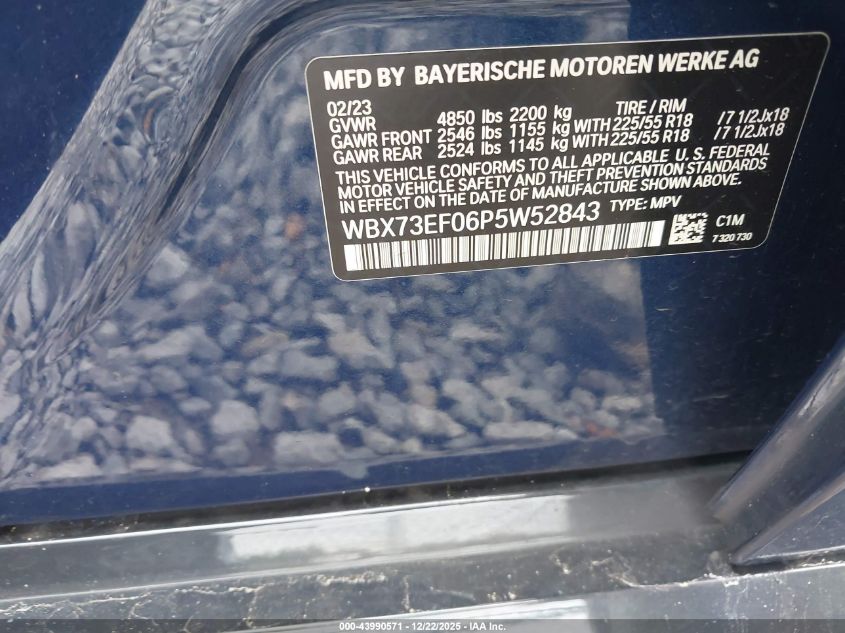 MFD BY BAYERISCHE MOTOREN WERKE AG
02/23 TIRE / RIM
GVWR 4850 lbs 2200 kg
GAWR FRONT 2546 lbs 1155 kg WITH 225/55 R18 /7 1/2Jx18
GAWR REAR 2524 lbs 1145 kg WITH 225/55 R18 /7 1/2Jx18
THIS VEHICLE CONFORMS TO ALL APPLICABLE U.S. FEDERAL
MOTOR VEHICLE SAFETY AND THEFT PREVENTION STANDARDS
IN EFFECT ON THE DATE OF MANUFACTURE SHOWN ABOVE.
WBX73EF06P5W52843 TYPE: MPV
C1M
7 320 730
000-43990571 - 12/22/2025 - IAA Inc.